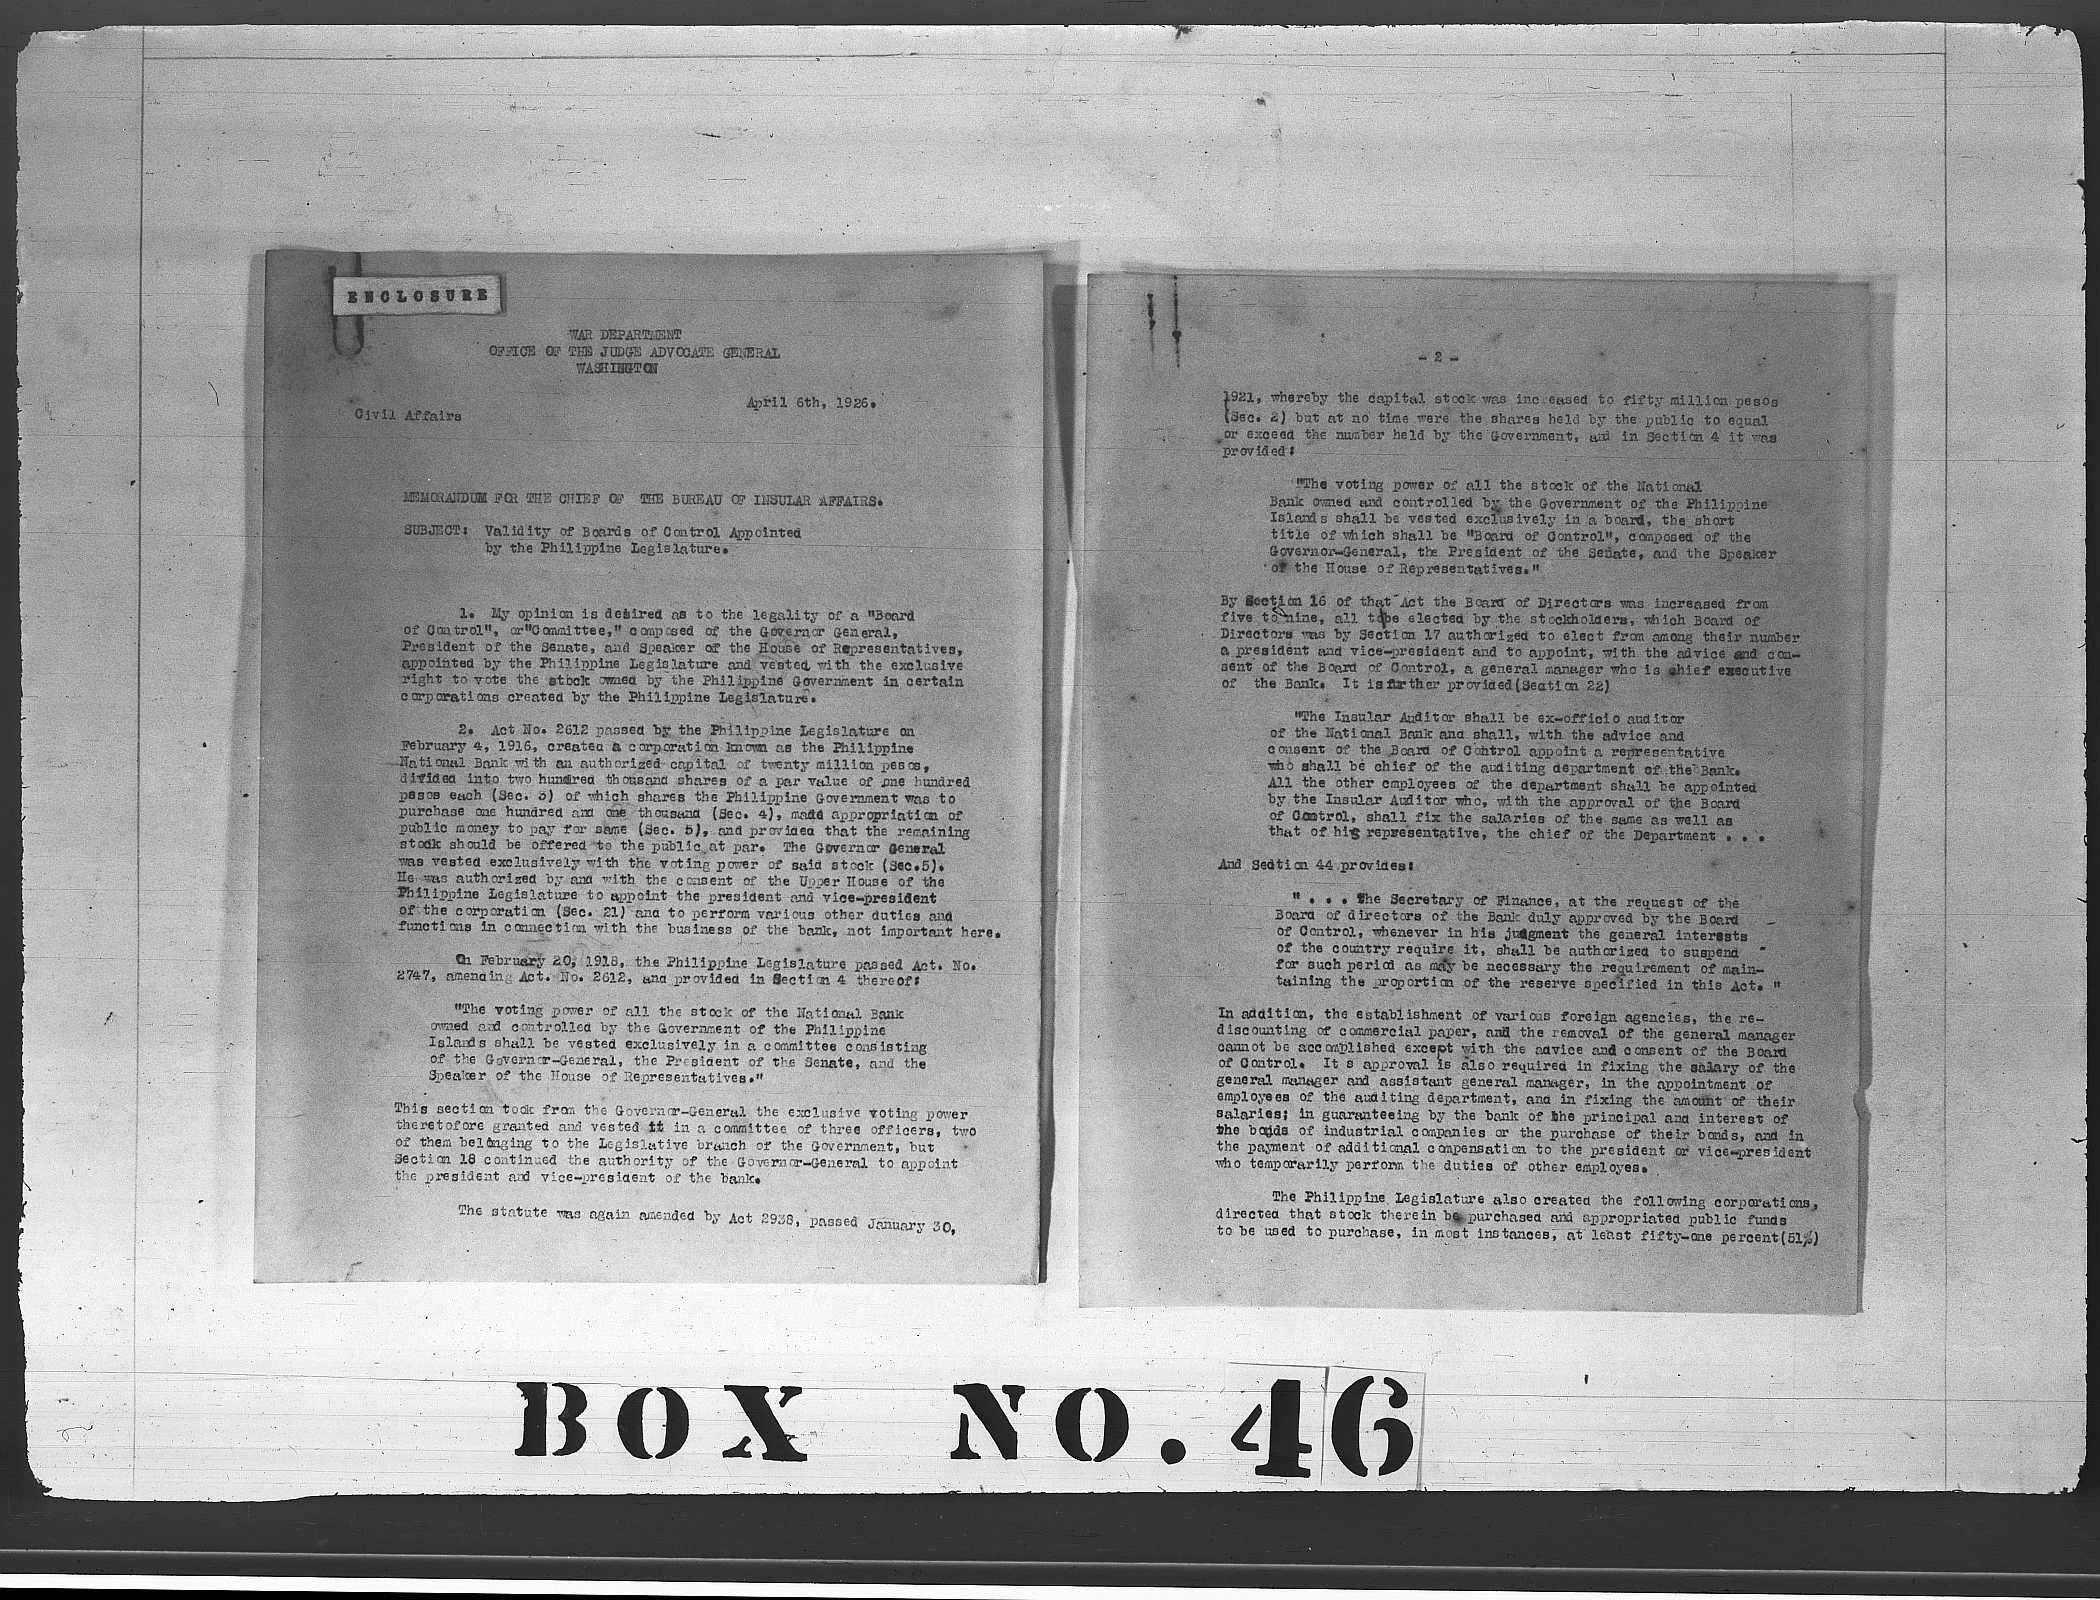 ENCLOSURE
WAR DEPARTMENT
OFFICE OF THE JUDGE ADVOCATE GENERAL
WASHINGTON
April 6th, 1926.
Civil Affairs
MEMORANDUM FOR THE CHIEF OF THE BUREAU OF INSULAR AFFAIRS.
SUBJECT: Validity of Boards of Control Appointed
by the Philippine Legislature.
1. My opinion is desired as to the legality of a "Board
of Control", or"Committee," composed of the Governor General,
President of the Senate, and Speaker of the House of Representatives,
appointed by the Philippine Legislature and vested with the exclusive
right to vote the stock owned by the Philippine Government in certain
corporations created by the Philippine Legislature.
2. Act No. 2612 passed by the Philippine Legislature on
February 4, 1916, created a corporation known as the Philippine
National Bank with an authorized capital of twenty million pesos,
divided into two hundred thousand shares of a par value of one hundred
pesos each (Sec. 3) of which shares the Philippine Government was to
purchase one hundred and one thousand (Sec. 4), made appropriation of
public money to pay for same (Sec. 5), and provided that the remaining
stock should be offered to the public at par. The Governor General
was vested exclusively with the voting power of said stock (Sec.5).
He was authorized by and with the consent of the Upper House of the
Philippine Legislature to appoint the president and vice-president
of the corporation (Sec. 21) and to perform various other duties and
functions in connection with the business of the bank, not important here.
On February 20, 1918, the Philippine Legislature passed Act. No.
2747, amending Act. No. 2612, and provided in Section 4 thereof:
"The voting power of all the stock of the National Bank
owned and controlled by the Government of the Philippine
Islands shall be vested exclusively in a committee consisting
of the Governor-General, the President of the Senate, and the
Speaker of the House of Representatives."
This section took from the Governor-General the exclusive voting power
theretofore granted and vested it in a committee of three officers, two
of them belonging to the Legislative branch of the Government, but
Section 18 continued the authority of the Governor-General to appoint
the president and vice-president of the bank.
The statute was again amended by Act 2938, passed January 30,
- 2 -
1921, whereby the capital stock was increased to fifty million pesos
(Sec. 2) but at no time were the shares held by the public to equal
or exceed the number held by the Government, and in Section 4 it was
provided:
"The voting power of all the stock of the National
Bank owned and controlled by the Government of the Philippine
Islands shall be vested exclusively in a board, the short
title of which shall be "Board of Control", composed of the
Governor-General, the President of the Senate, and the Speaker
of the House of Representatives."
By Section 16 of that Act the Board of Directors was increased from
five to nine, all to be elected by the stockholders, which Board of
Directors was by Section 17 authorized to elect from among their number
a president and vice-president and to appoint, with the advice and con-
sent of the Board of Control, a general manager who is chief executive
of the Bank. It is further provided(Section 22)
"The Insular Auditor shall be ex-officio auditor
of the National Bank and shall, with the advice and
consent of the Board of Control appoint a representative
who shall be chief of the auditing department of the Bank.
All the other employees of the department shall be appointed
by the Insular Auditor who, with the approval of the Board
of Control, shall fix the salaries of the same as well as
that of his representative, the chief of the Department . . .
And Section 44 provides:
" . . . The Secretary of Finance, at the request of the
Board of directors of the Bank duly approved by the Board
of Control, whenever in his judgment the general interests
of the country require it, shall be authorized to suspend
for such period as may be necessary the requirement of main-
taining the proportion of the reserve specified in this Act. "
In addition, the establishment of various foreign agencies, the re-
discounting of commercial paper, and the removal of the general manager
cannot be accomplished except with the advice and consent of the Board
of Control. It s approval is also required in fixing the salary of the
general manager and assistant general manager, in the appointment of
employees of the auditing department, and in fixing the amount of their
salaries; in guaranteeing by the bank of the principal and interest of
the bonds of industrial companies or the purchase of their bonds, and in
the payment of additional compensation to the president or vice-president
who temporarily perform the duties of other employes.
The Philippine Legislature also created the following corporations,
directed that stock therein be purchased and appropriated public funds
to be used to purchase, in most instances, at least fifty-one percent(51%)
BOX NO. 46